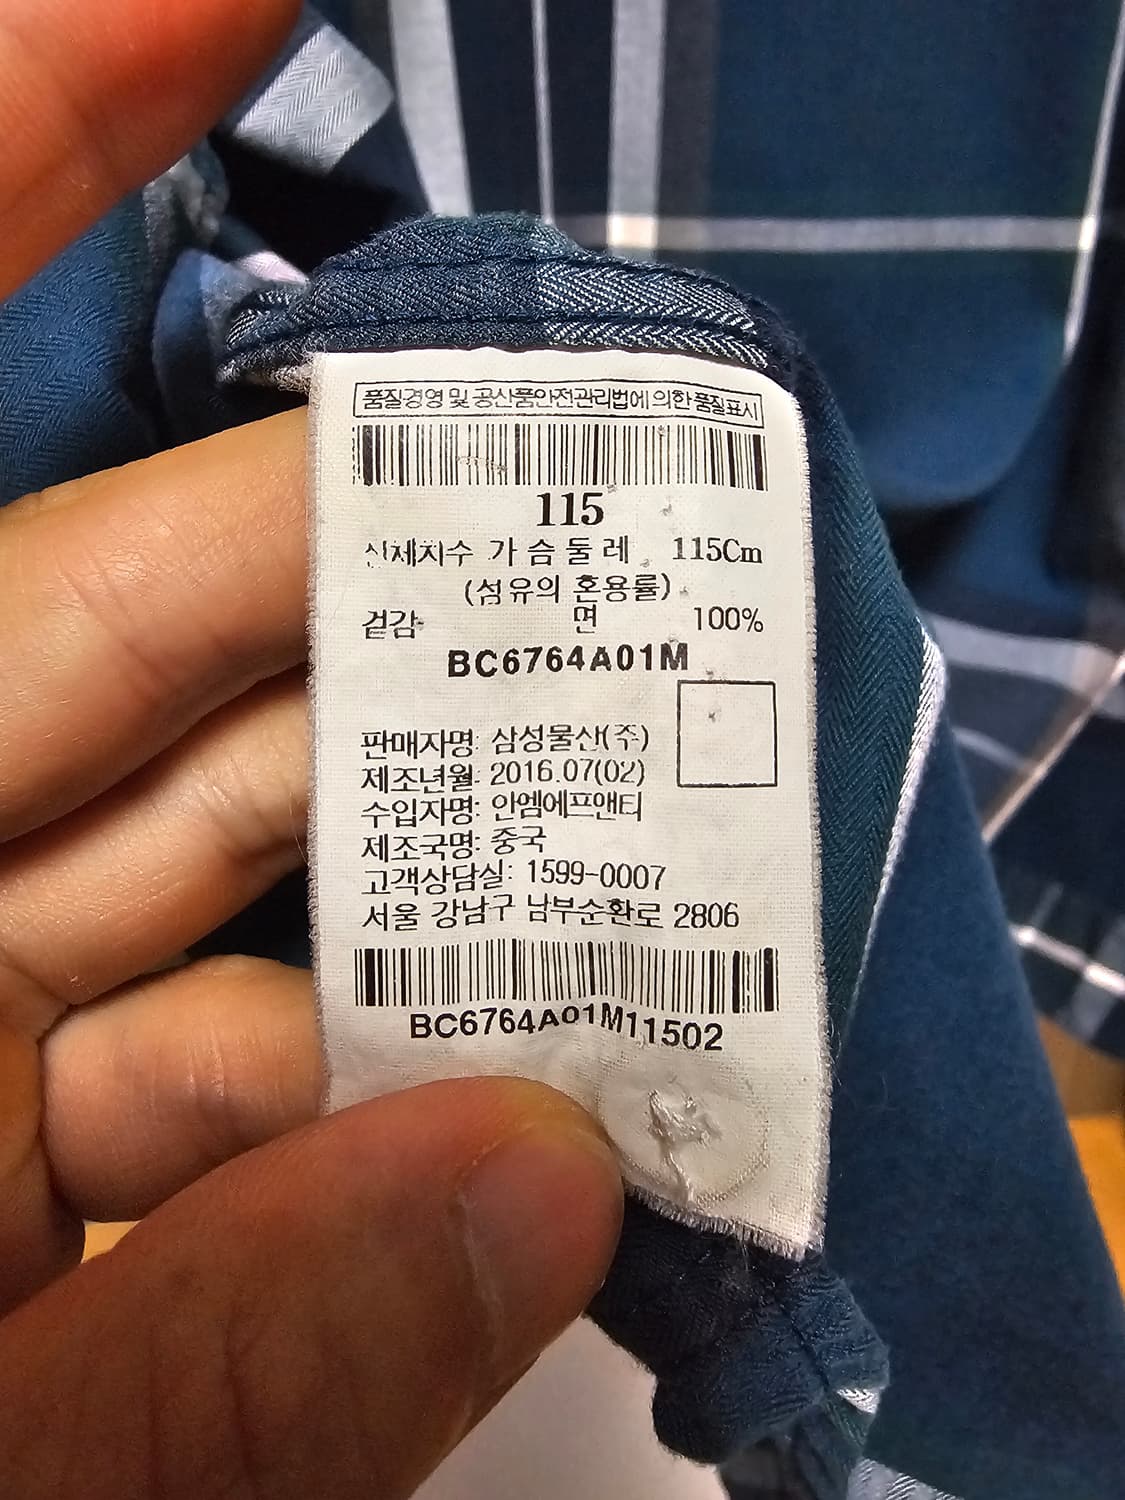 품질경영 및 공산품안전관리법에 의한 품질표시
115
신체치수 가슴둘레 115Cm
(섬유의 혼용률)
겉감 면 100%
BC6764A01M
판매자명: 삼성물산(주)
제조년월: 2016.07(02)
수입자명: 안엠에프앤티
제조국명: 중국
고객상담실: 1599-0007
서울 강남구 남부순환로 2806
BC6764A01M11502